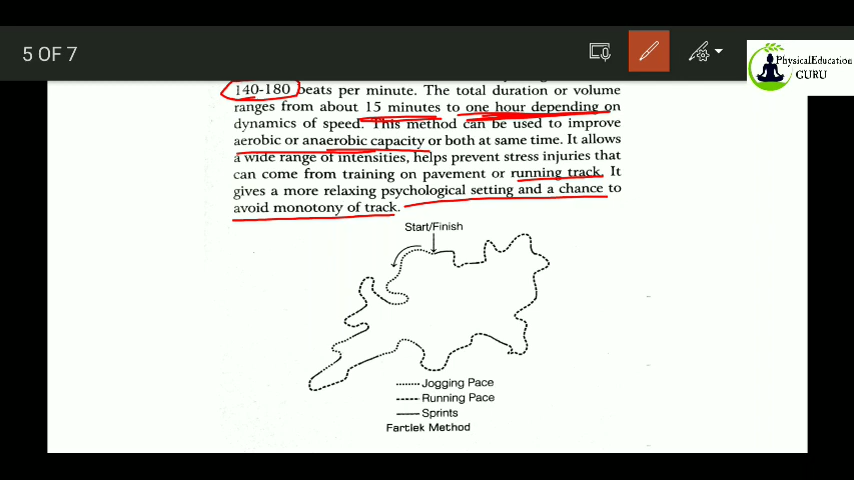 5 OF 7
PhysicalEducation
GURU
140-180 beats per minute. The total duration or volume
ranges from about 15 minutes to one hour depending on
dynamics of speed. This method can be used to improve
aerobic or anaerobic capacity or both at same time. It allows
a wide range of intensities, helps prevent stress injuries that
can come from training on pavement or running track. It
gives a more relaxing psychological setting and a chance to
avoid monotony of track.
Start/Finish
Jogging Pace
Running Pace
Sprints
Fartlek Method